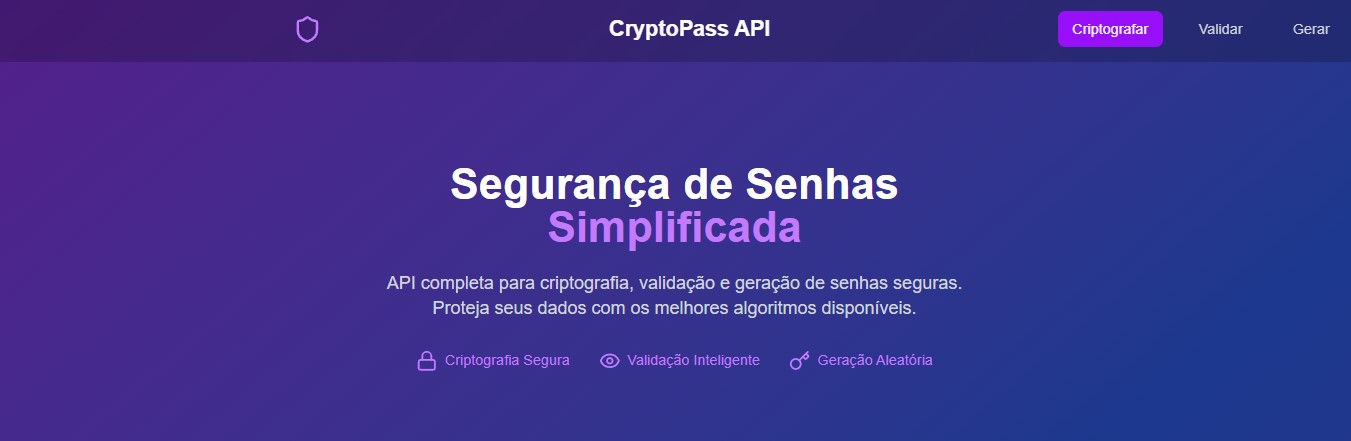 CryptoPass API
Criptografar
Validar
Gerar
Segurança de Senhas
Simplificada
API completa para criptografia, validação e geração de senhas seguras.
Proteja seus dados com os melhores algoritmos disponíveis.
Criptografia Segura
Validação Inteligente
Geração Aleatória